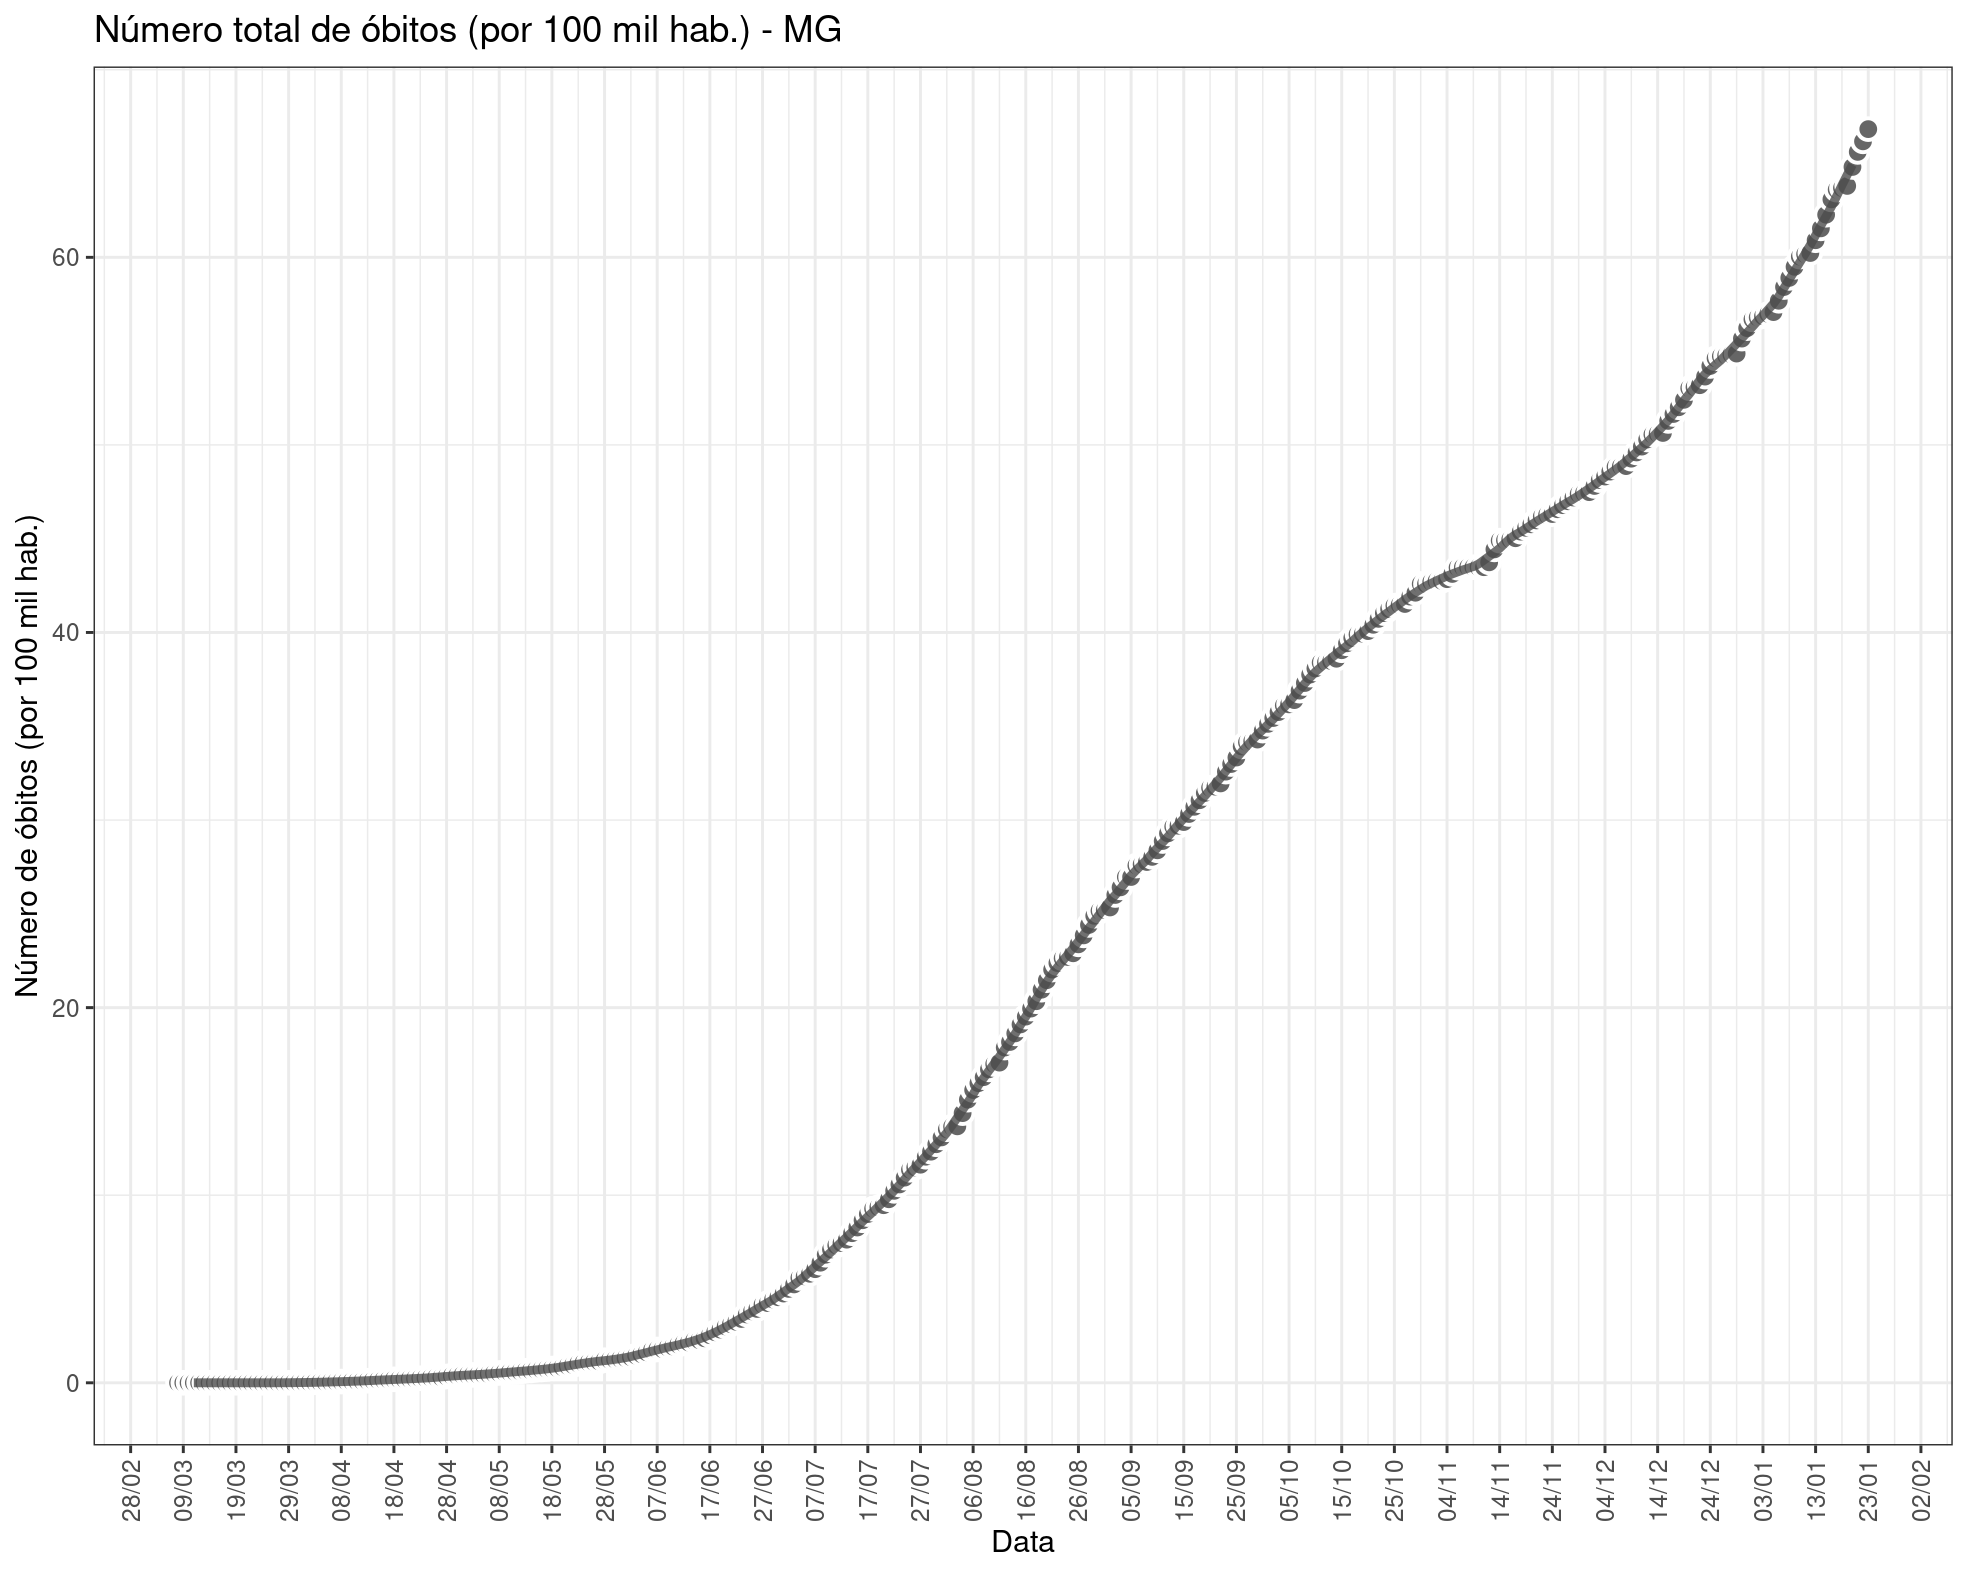 Número total de óbitos (por 100 mil hab.) - MG
Número de óbitos (por 100 mil hab.)
60
40
20
0
28/02 09/03 19/03 29/03 08/04 18/04 28/04 08/05 18/05 28/05 07/06 17/06 27/06 07/07 17/07 27/07 06/08 16/08 26/08 05/09 15/09 25/09 05/10 15/10 25/10 04/11 14/11 24/11 04/12 14/12 24/12 03/01 13/01 23/01 02/02
Data